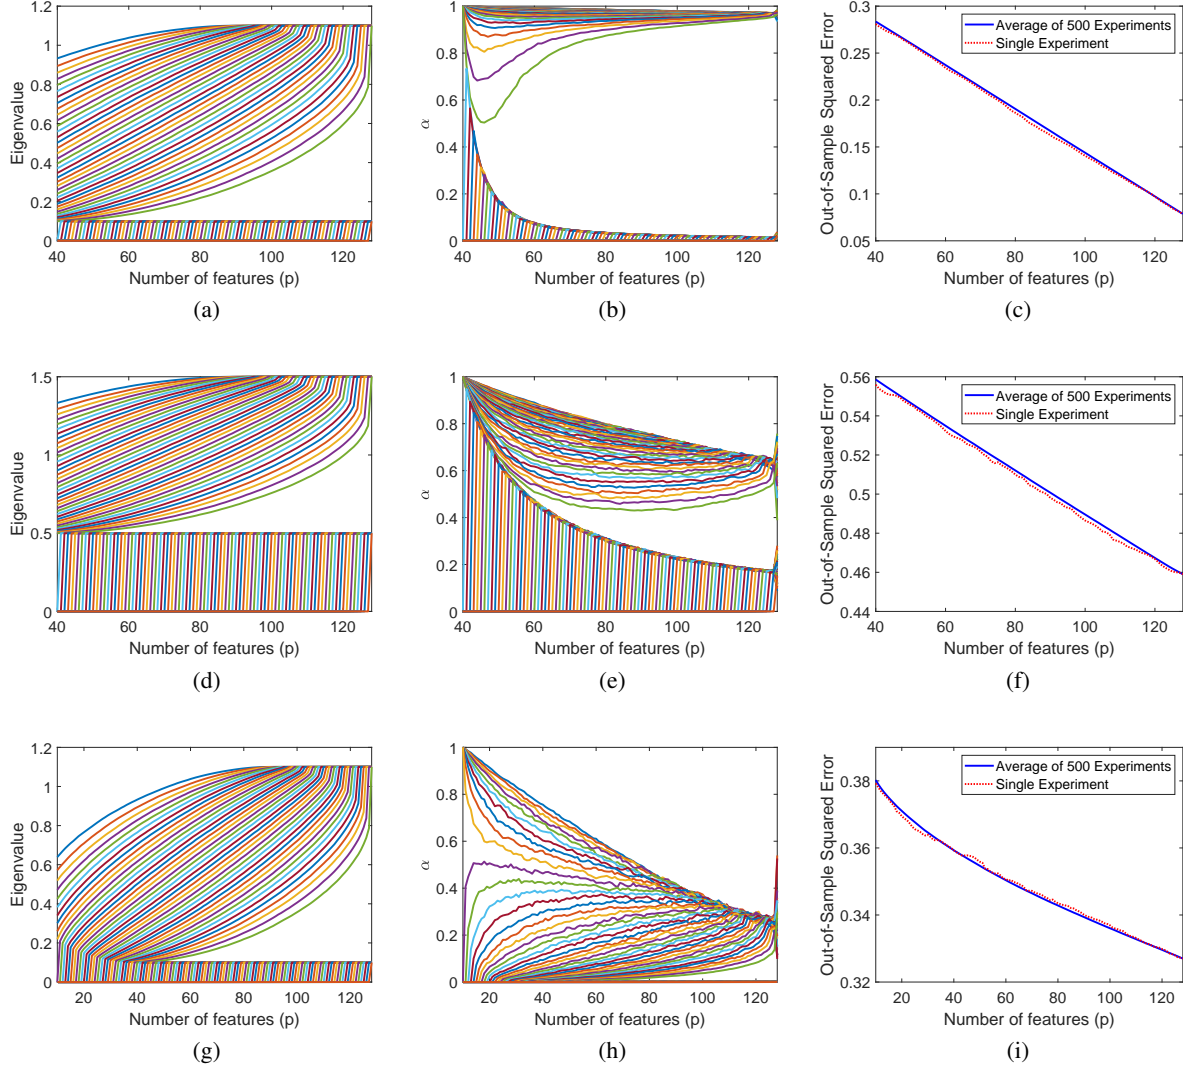 1.2
1
0.8
0.6
0.4
0.2
0
40 60 80 100 120
Eigenvalue
Number of features (p)
(a)
1
0.8
0.6
0.4
0.2
0
40 60 80 100 120
α
Number of features (p)
(b)
0.3
0.25
0.2
0.15
0.1
0.05
40 60 80 100 120
Out-of-Sample Squared Error
Average of 500 Experiments
Single Experiment
Number of features (p)
(c)
1.5
1
0.5
0
40 60 80 100 120
Eigenvalue
Number of features (p)
(d)
1
0.8
0.6
0.4
0.2
0
40 60 80 100 120
α
Number of features (p)
(e)
0.56
0.54
0.52
0.5
0.48
0.46
0.44
40 60 80 100 120
Out-of-Sample Squared Error
Average of 500 Experiments
Single Experiment
Number of features (p)
(f)
1.2
1
0.8
0.6
0.4
0.2
0
20 40 60 80 100 120
Eigenvalue
Number of features (p)
(g)
1
0.8
0.6
0.4
0.2
0
20 40 60 80 100 120
α
Number of features (p)
(h)
0.38
0.36
0.34
0.32
20 40 60 80 100 120
Out-of-Sample Squared Error
Average of 500 Experiments
Single Experiment
Number of features (p)
(i)